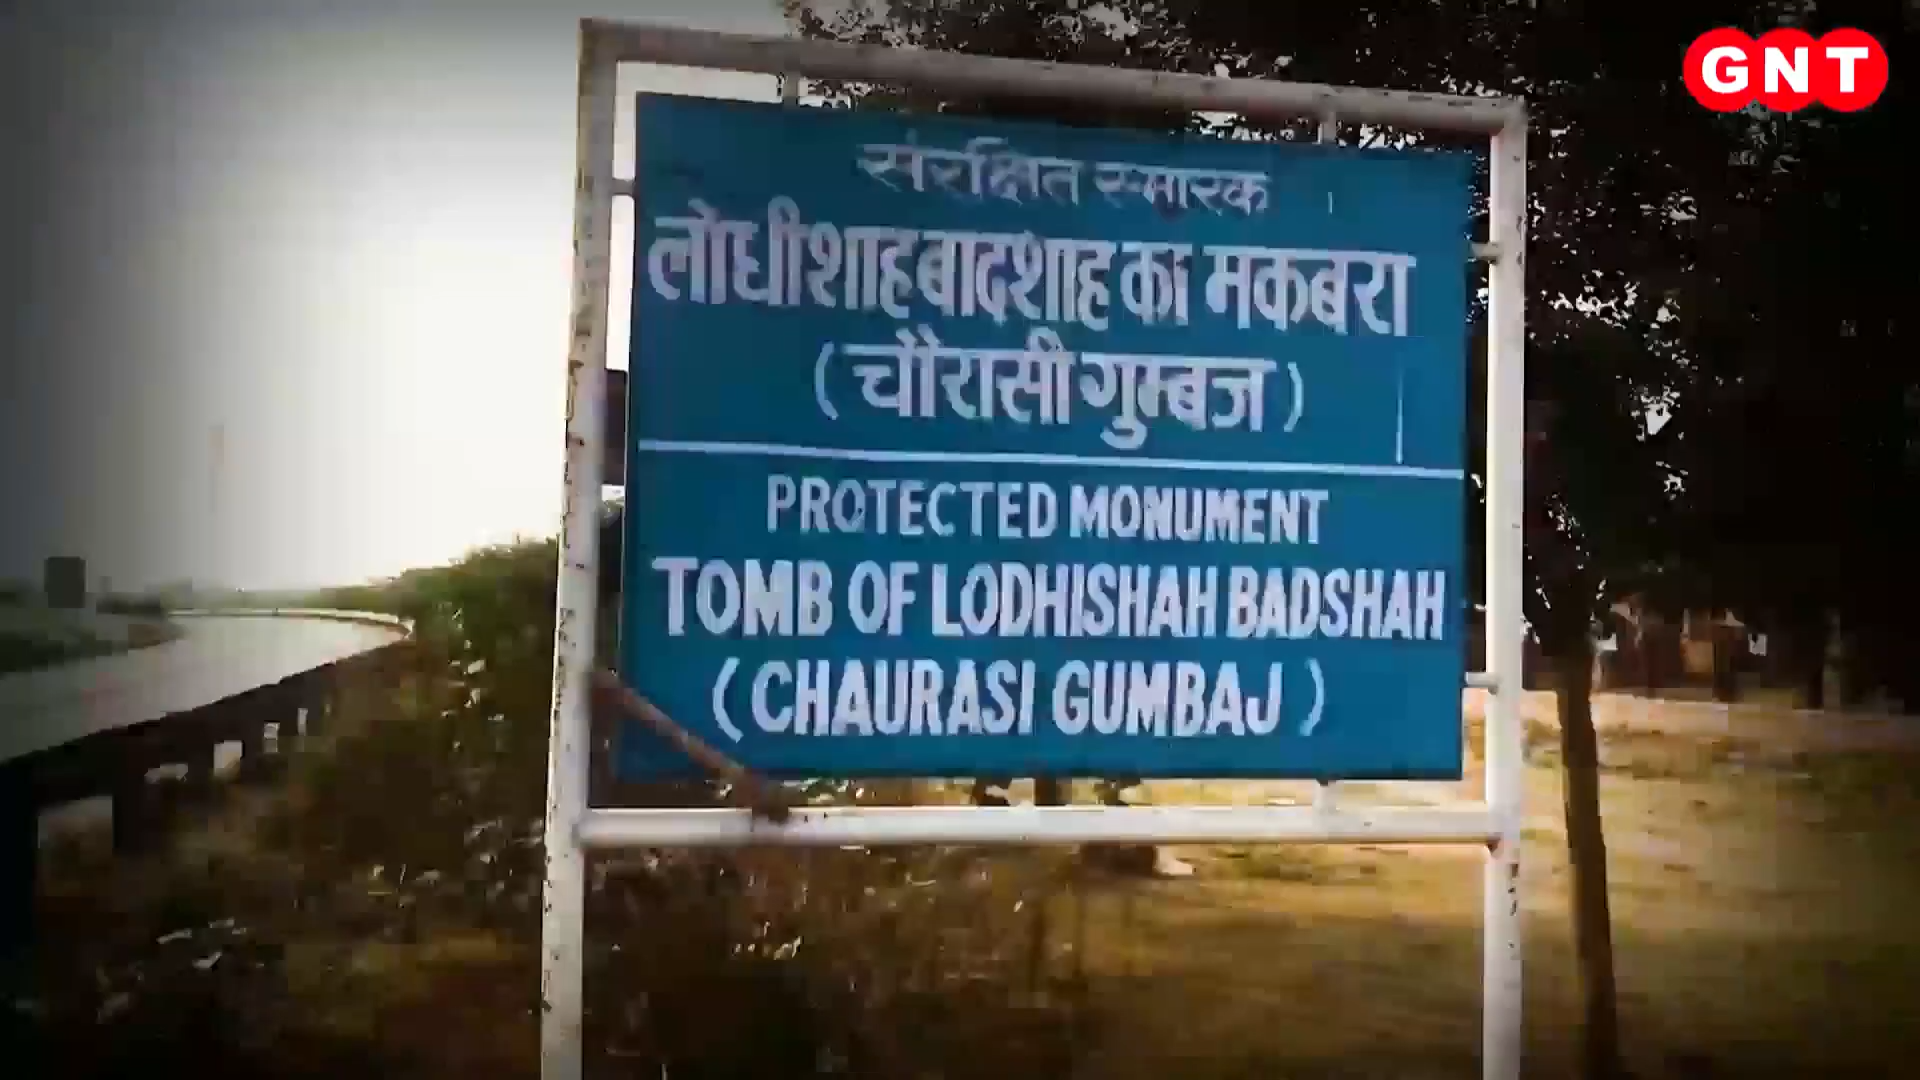 GNT
संरक्षित स्मारक
लोधीशाह बादशाह का मकबरा
(चौरासी गुम्बज)
PROTECTED MONUMENT
TOMB OF LODHISHAH BADSHAH
(CHAURASI GUMBAJ)